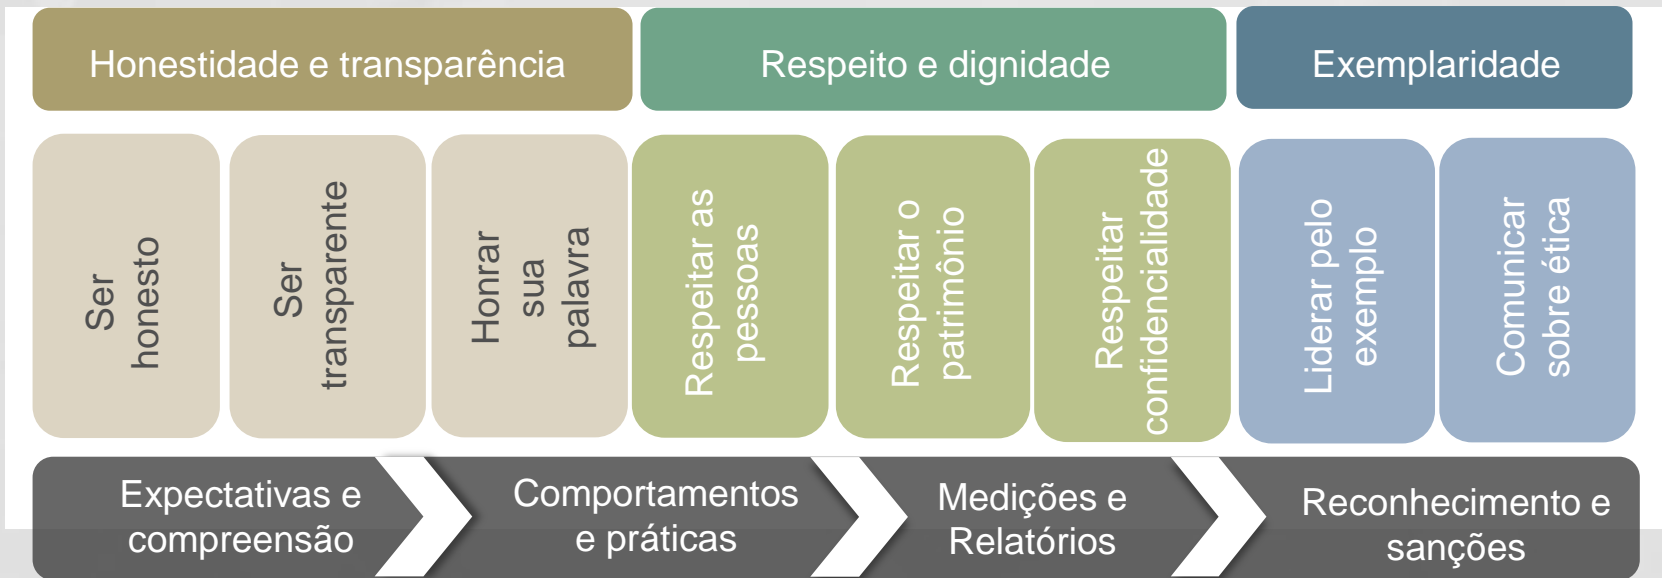 Honestidade e transparência
Respeito e dignidade
Exemplaridade
Ser
honesto
Ser
transparente
Honrar
sua
palavra
Respeitar as
pessoas
Respeitar o
patrimônio
Respeitar
confidencialidade
Liderar pelo
exemplo
Comunicar
sobre ética
Expectativas e
compreensão
Comportamentos
e práticas
Medições e
Relatórios
Reconhecimento e
sanções